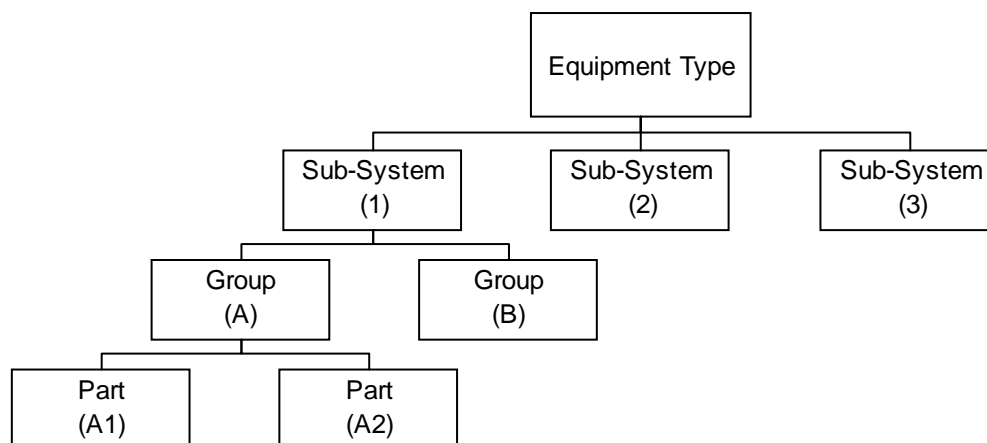 Equipment Type
Sub-System
(1)
Sub-System
(2)
Sub-System
(3)
Group
(A)
Group
(B)
Part
(A1)
Part
(A2)